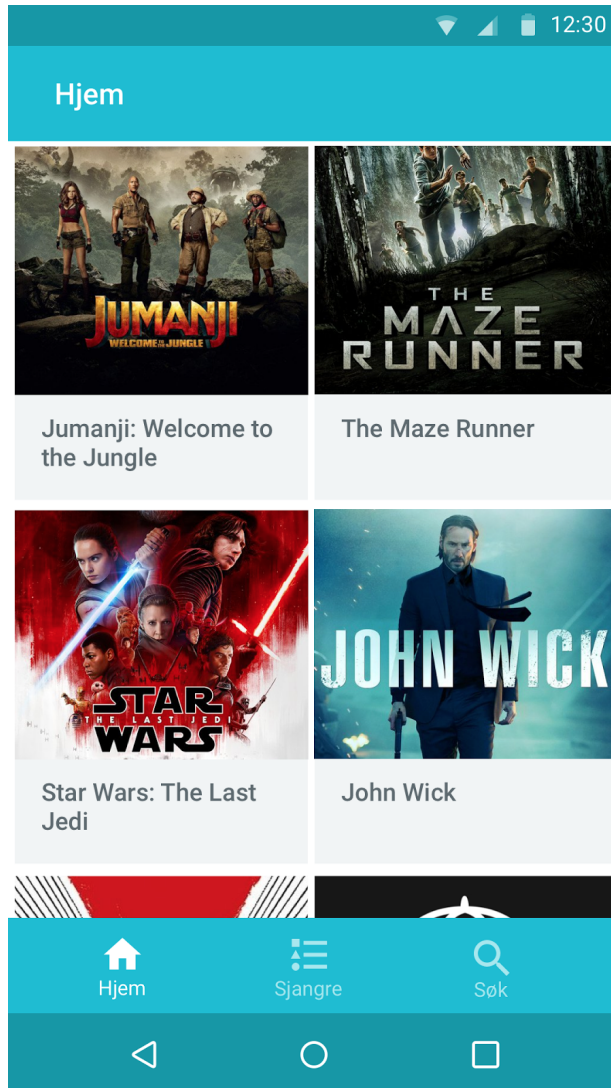 12:30
Hjem
JUMANJI
WELCOME TO THE JUNGLE
THE
MAZE
RUNNER
Jumanji: Welcome to
the Jungle
The Maze Runner
STAR
THE LAST JEDI
WARS
JOHN WICK
Star Wars: The Last
Jedi
John Wick
Hjem
Sjangre
Søk